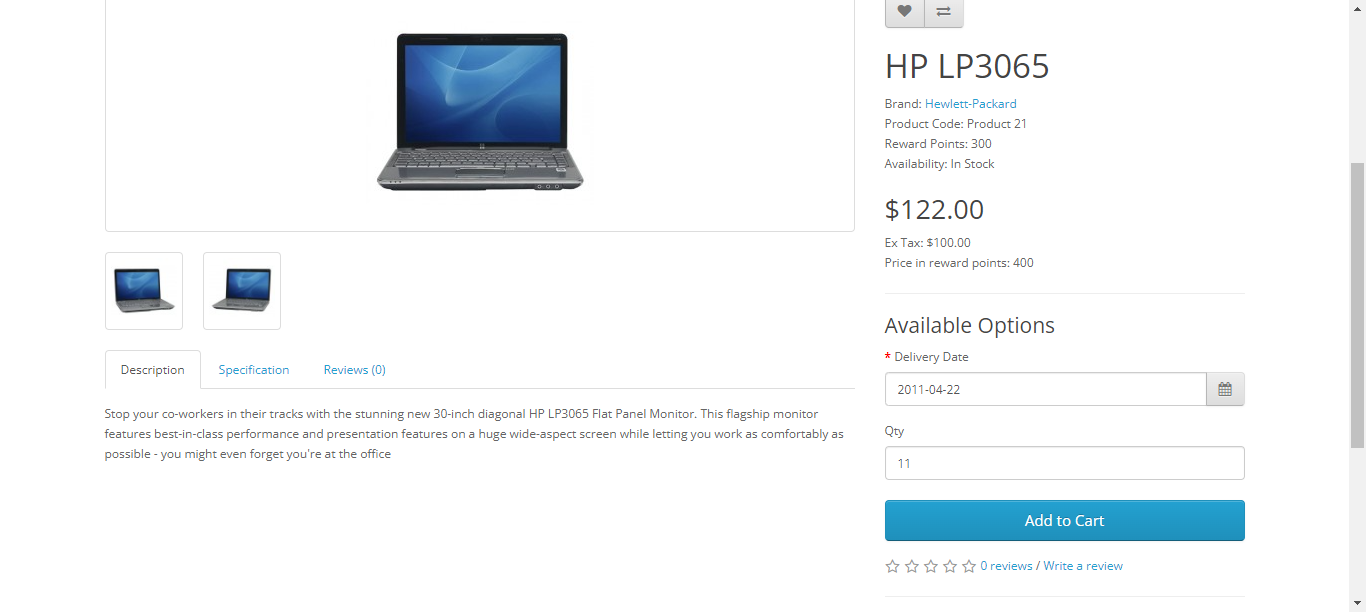 HP LP3065
Brand: Hewlett-Packard
Product Code: Product 21
Reward Points: 300
Availability: In Stock
$122.00
Ex Tax: $100.00
Price in reward points: 400
Available Options
* Delivery Date
2011-04-22
Qty
11
Add to Cart
0 reviews / Write a review
Description
Specification
Reviews (0)
Stop your co-workers in their tracks with the stunning new 30-inch diagonal HP LP3065 Flat Panel Monitor. This flagship monitor
features best-in-class performance and presentation features on a huge wide-aspect screen while letting you work as comfortably as
possible - you might even forget you're at the office